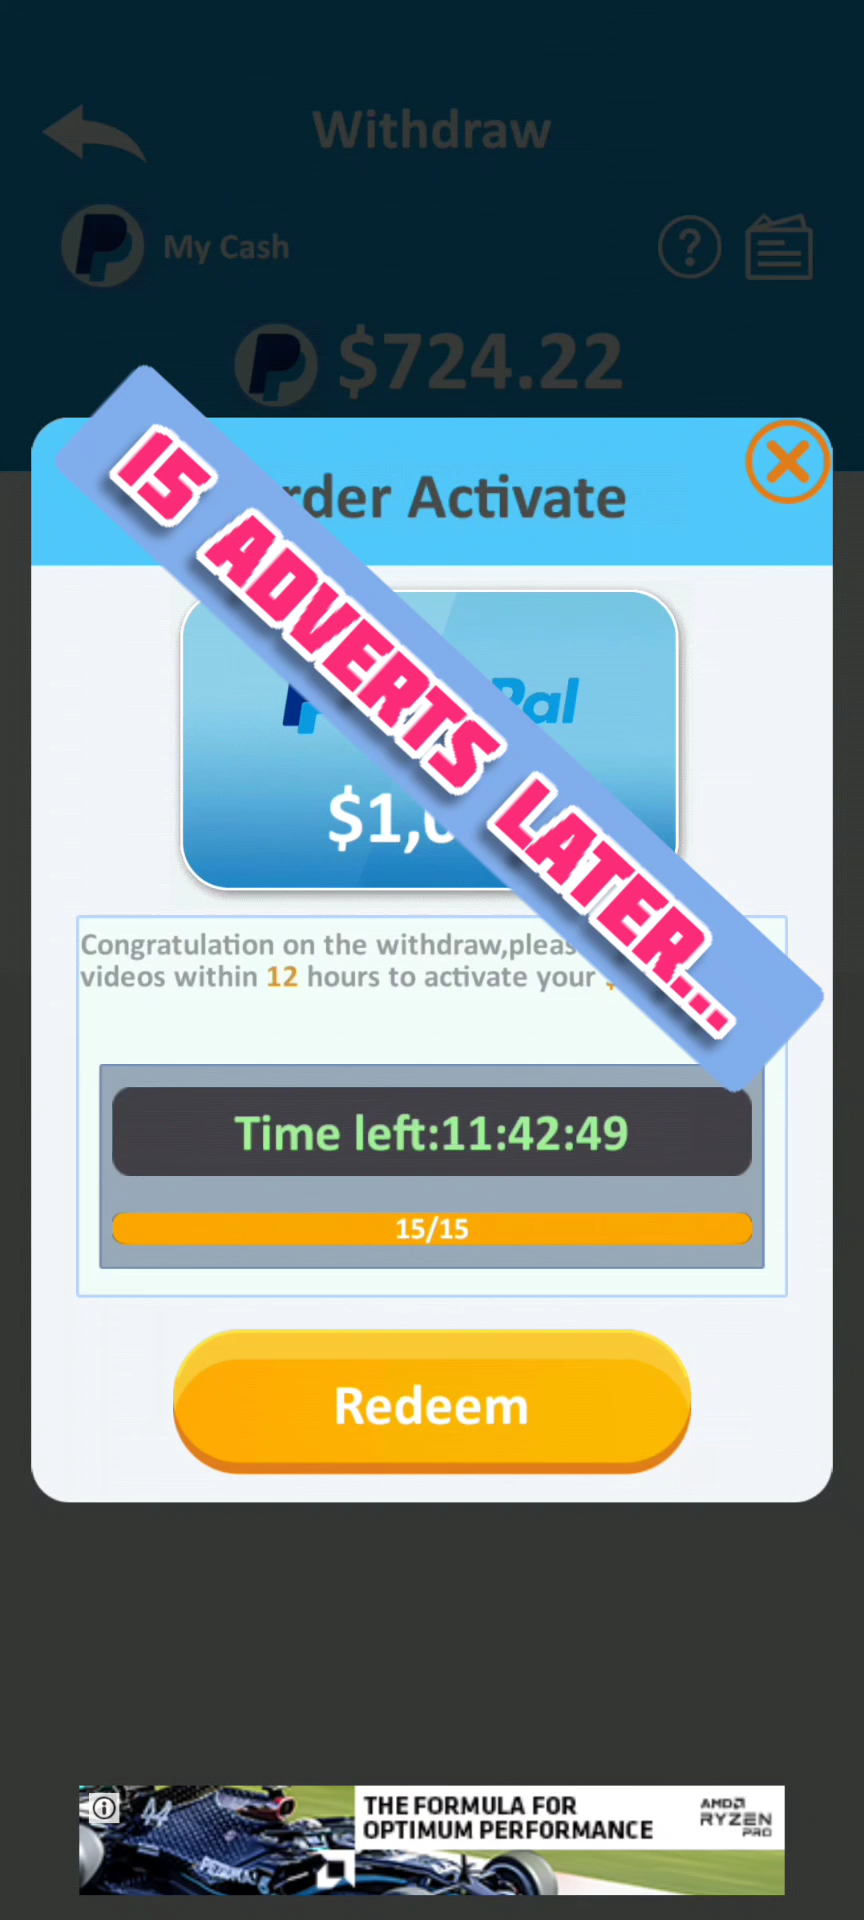 Withdraw
My Cash
$724.22
rder Activate
15 ADVERTS LATER...
Pal
$1,
Congratulation on the withdraw,
videos within 12 hours to activate your
Time left:11:42:49
15/15
Redeem
44
THE FORMULA FOR
OPTIMUM PERFORMANCE
AMD
RYZEN
PRO